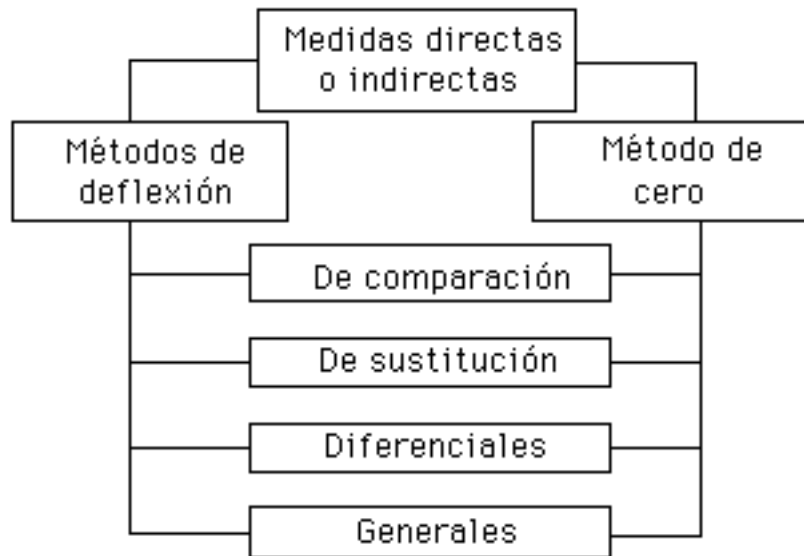 Medidas directas
o indirectas
Métodos de
deflexión
Método de
cero
De comparación
De sustitución
Diferenciales
Generales